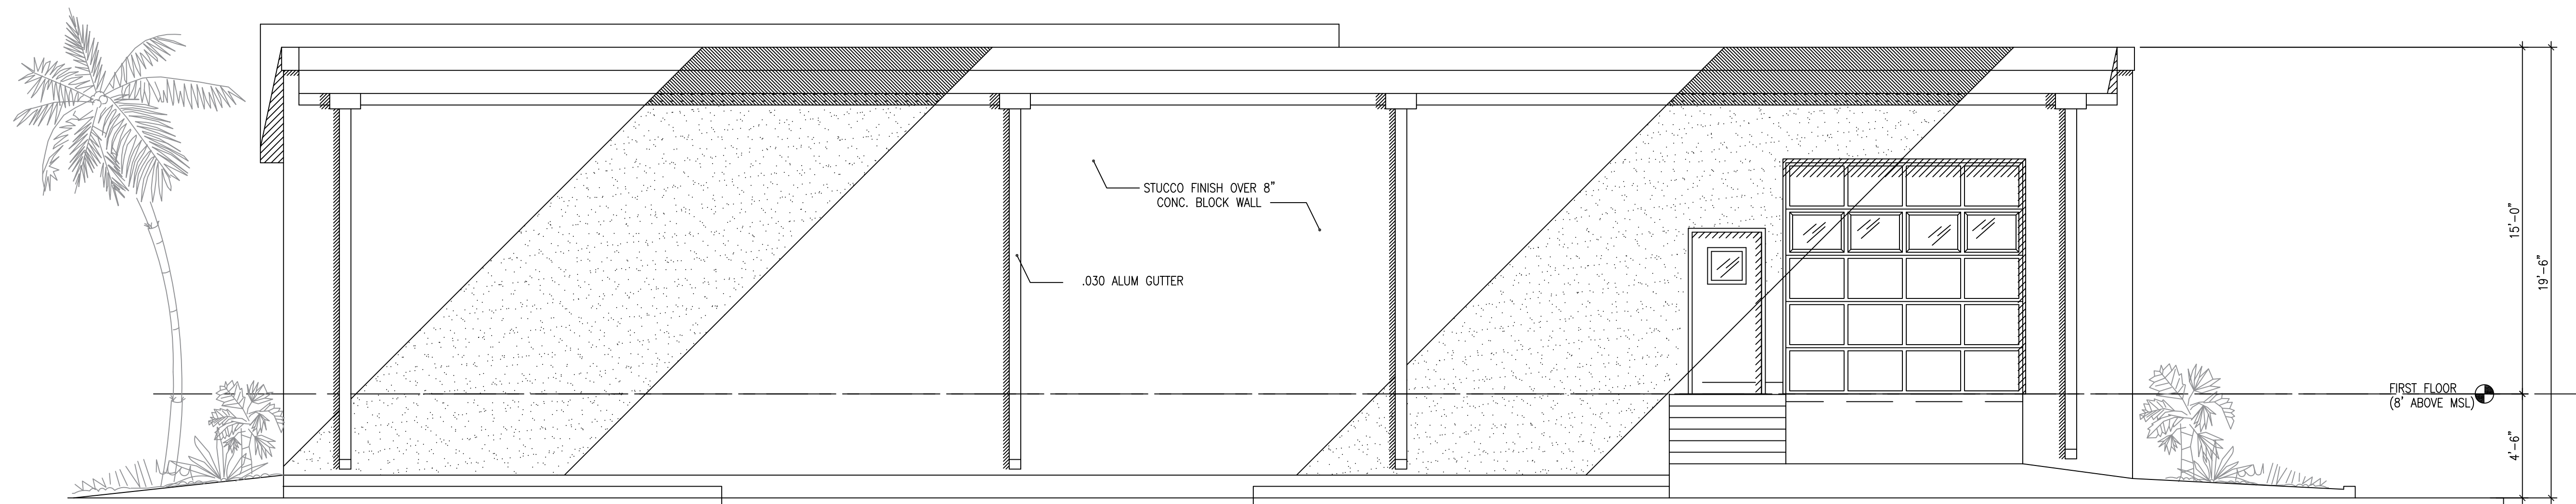 STUCCO FINISH OVER 8"
CONC. BLOCK WALL
.030 ALUM GUTTER
15'-0"
19'-6"
FIRST FLOOR
(8' ABOVE MSL)
4'-6"